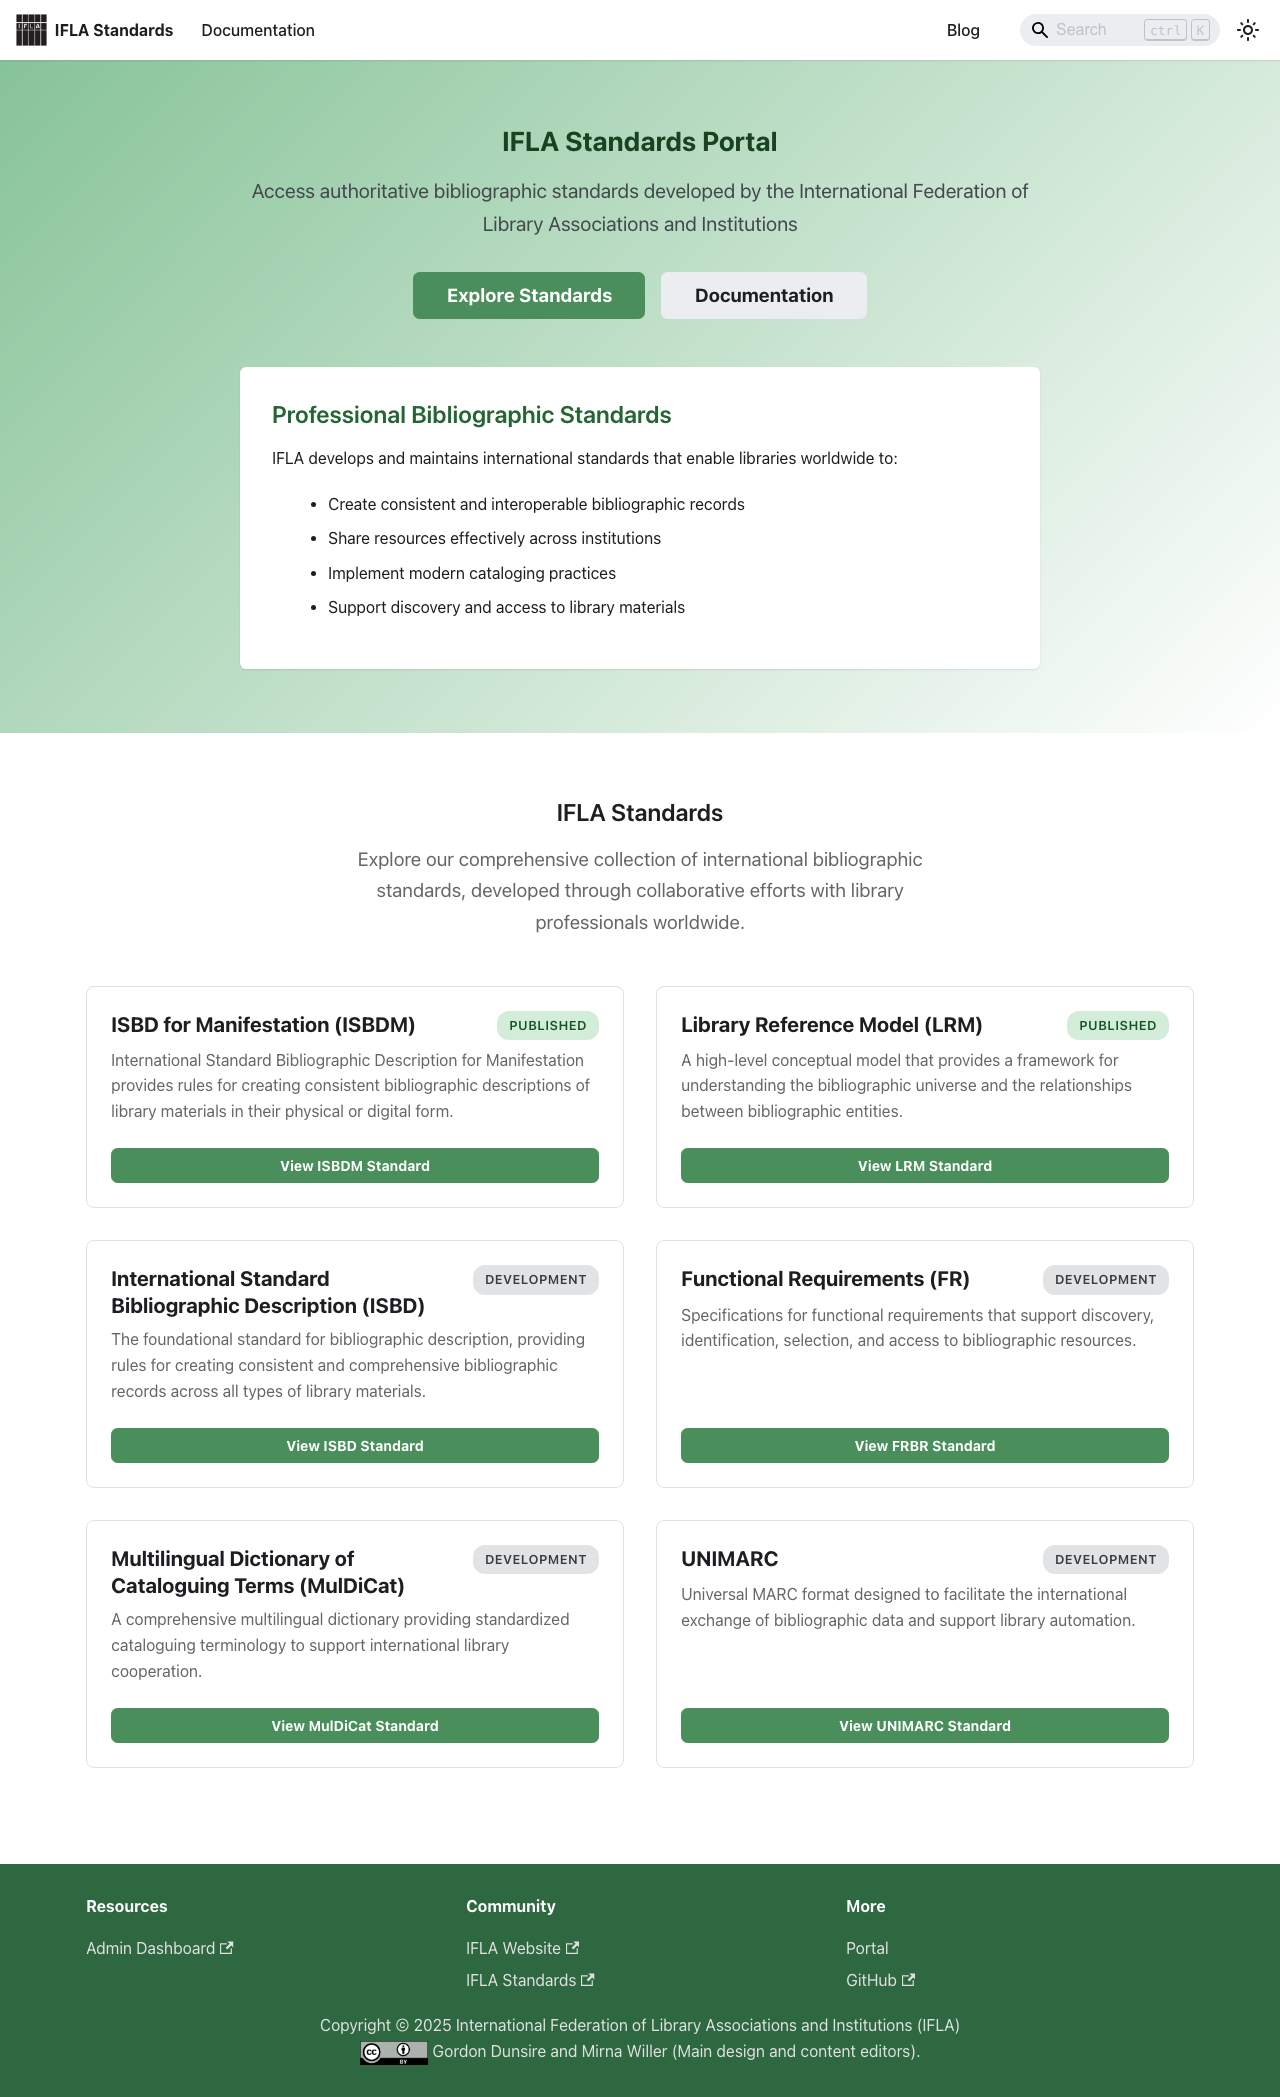 IFLA
IFLA Standards
Documentation
Blog
Search
ctrl
K
IFLA Standards Portal
Access authoritative bibliographic standards developed by the International Federation of
Library Associations and Institutions
Explore Standards
Documentation
Professional Bibliographic Standards
IFLA develops and maintains international standards that enable libraries worldwide to:
Create consistent and interoperable bibliographic records
Share resources effectively across institutions
Implement modern cataloging practices
Support discovery and access to library materials
IFLA Standards
Explore our comprehensive collection of international bibliographic
standards, developed through collaborative efforts with library
professionals worldwide.
ISBD for Manifestation (ISBDM)
PUBLISHED
International Standard Bibliographic Description for Manifestation
provides rules for creating consistent bibliographic descriptions of
library materials in their physical or digital form.
View ISBDM Standard
Library Reference Model (LRM)
PUBLISHED
A high-level conceptual model that provides a framework for
understanding the bibliographic universe and the relationships
between bibliographic entities.
View LRM Standard
International Standard
Bibliographic Description (ISBD)
DEVELOPMENT
The foundational standard for bibliographic description, providing
rules for creating consistent and comprehensive bibliographic
records across all types of library materials.
View ISBD Standard
Functional Requirements (FR)
DEVELOPMENT
Specifications for functional requirements that support discovery,
identification, selection, and access to bibliographic resources.
View FRBR Standard
Multilingual Dictionary of
Cataloguing Terms (MulDiCat)
DEVELOPMENT
A comprehensive multilingual dictionary providing standardized
cataloguing terminology to support international library
cooperation.
View MulDiCat Standard
UNIMARC
DEVELOPMENT
Universal MARC format designed to facilitate the international
exchange of bibliographic data and support library automation.
View UNIMARC Standard
Resources
Admin Dashboard
Community
IFLA Website
IFLA Standards
More
Portal
GitHub
Copyright © 2025 International Federation of Library Associations and Institutions (IFLA)
CC BY Gordon Dunsire and Mirna Willer (Main design and content editors).